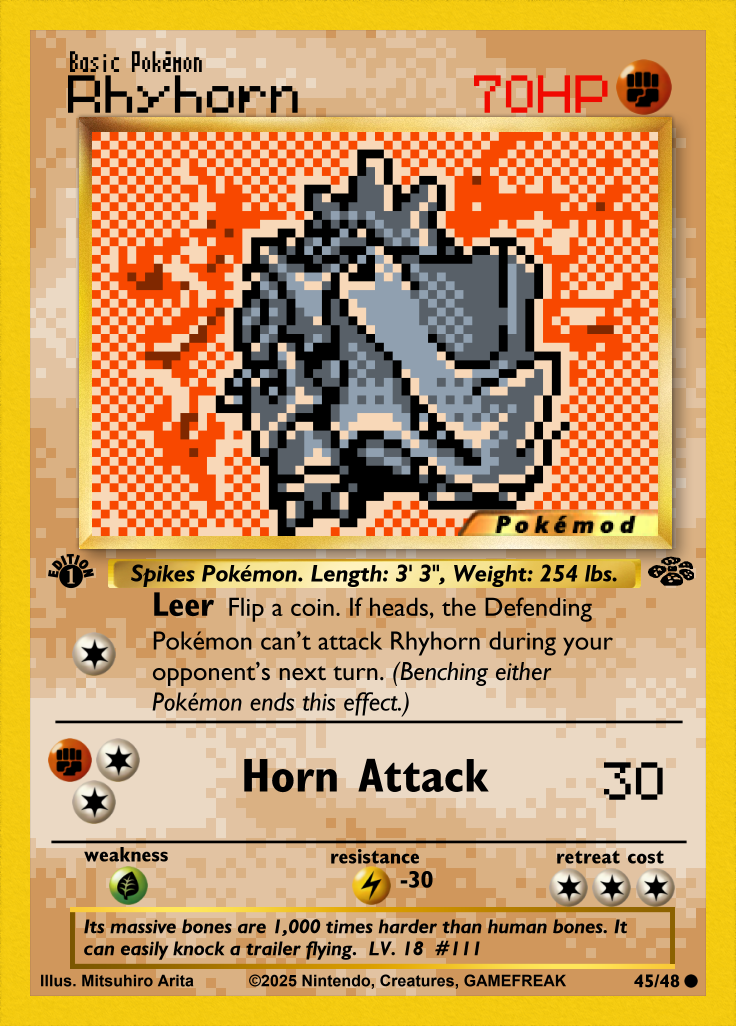 Basic Pokémon
Rhyhorn 70HP
Pokémod
EDITION 1
Spikes Pokémon. Length: 3' 3", Weight: 254 lbs.
Leer Flip a coin. If heads, the Defending
Pokémon can’t attack Rhyhorn during your
opponent’s next turn. (Benching either
Pokémon ends this effect.)
Horn Attack 30
weakness resistance retreat cost
-30
Its massive bones are 1,000 times harder than human bones. It
can easily knock a trailer flying. LV. 18 #111
Illus. Mitsuhiro Arita ©2025 Nintendo, Creatures, GAMEFREAK 45/48